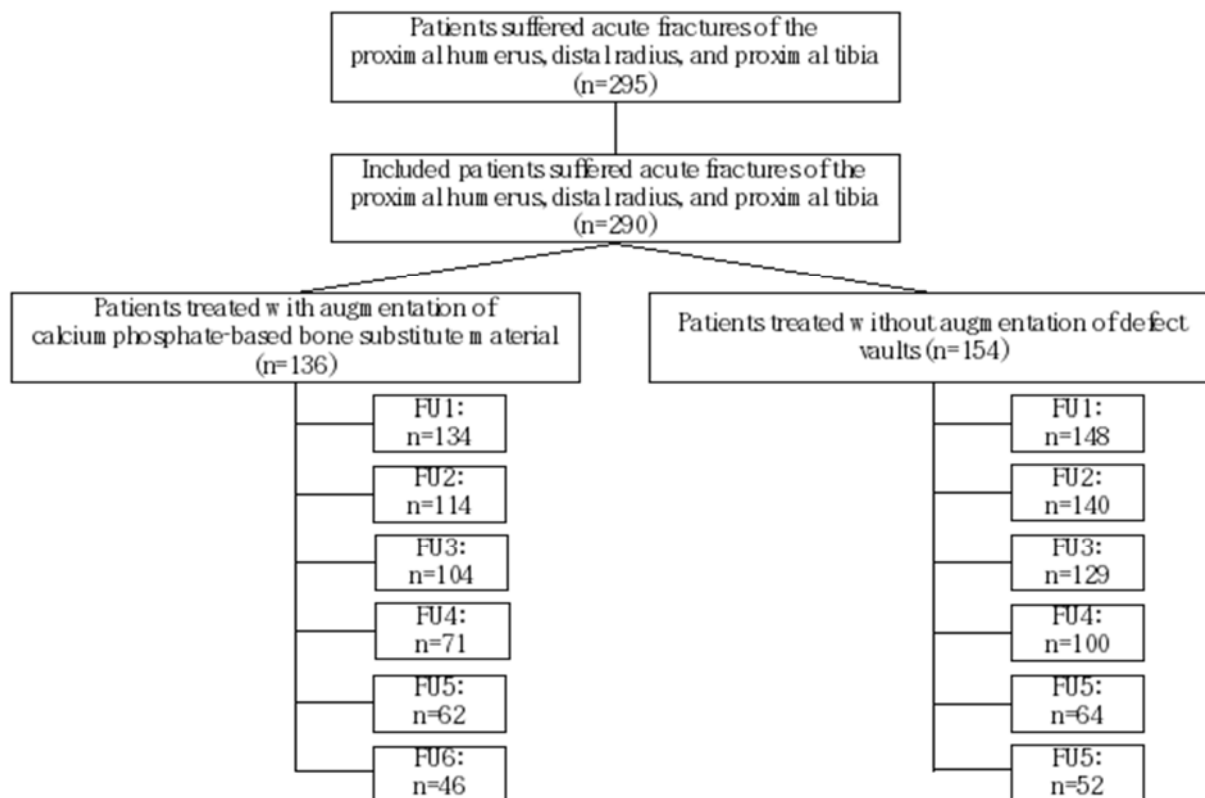 Patients suffered acute fractures of the
proximal humerus, distal radius, and proximal tibia
(n=295)
Included patients suffered acute fractures of the
proximal humerus, distal radius, and proximal tibia
(n=290)
Patients treated with augmentation of
calcium phosphate-based bone substitute material
(n=136)
Patients treated without augmentation of defect
vaults (n=154)
FU1:
n=134
FU2:
n=114
FU3:
n=104
FU4:
n=71
FU5:
n=62
FU6:
n=46
FU1:
n=148
FU2:
n=140
FU3:
n=129
FU4:
n=100
FU5:
n=64
FU5:
n=52